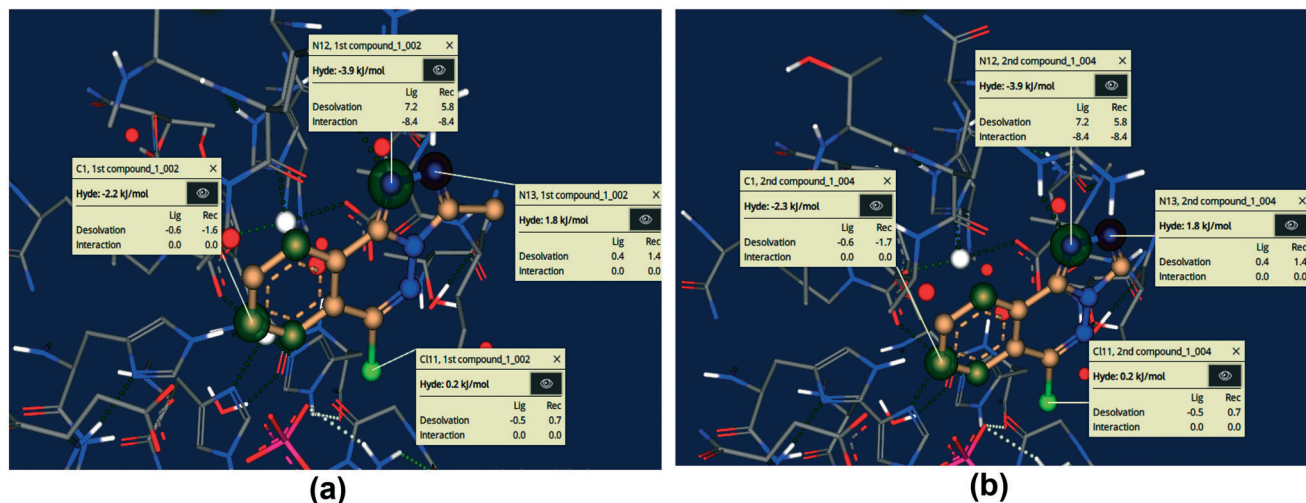 N12, 1st compound_1_002 ×
Hyde: -3.9 kJ/mol
Lig Rec
Desolvation 7.2 5.8
Interaction -8.4 -8.4
C1, 1st compound_1_002 ×
Hyde: -2.2 kJ/mol
Lig Rec
Desolvation -0.6 -1.6
Interaction 0.0 0.0
N13, 1st compound_1_002 ×
Hyde: 1.8 kJ/mol
Lig Rec
Desolvation 0.4 1.4
Interaction 0.0 0.0
Cl11, 1st compound_1_002 ×
Hyde: 0.2 kJ/mol
Lig Rec
Desolvation -0.5 0.7
Interaction 0.0 0.0
(a)
N12, 2nd compound_1_004 ×
Hyde: -3.9 kJ/mol
Lig Rec
Desolvation 7.2 5.8
Interaction -8.4 -8.4
C1, 2nd compound_1_004 ×
Hyde: -2.3 kJ/mol
Lig Rec
Desolvation -0.6 -1.7
Interaction 0.0 0.0
N13, 2nd compound_1_004 ×
Hyde: 1.8 kJ/mol
Lig Rec
Desolvation 0.4 1.4
Interaction 0.0 0.0
Cl11, 2nd compound_1_004 ×
Hyde: 0.2 kJ/mol
Lig Rec
Desolvation -0.5 0.7
Interaction 0.0 0.0
(b)